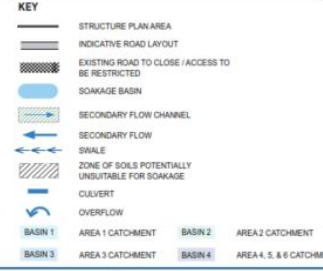 KEY
STRUCTURE PLAN AREA
INDICATIVE ROAD LAYOUT
EXISTING ROAD TO CLOSE / ACCESS TO
BE RESTRICTED
SOAKAGE BASIN
SECONDARY FLOW CHANNEL
SECONDARY FLOW
SWALE
ZONE OF SOILS POTENTIALLY
UNSUITABLE FOR SOAKAGE
CULVERT
OVERFLOW
BASIN 1 AREA 1 CATCHMENT BASIN 2 AREA 2 CATCHMENT
BASIN 3 AREA 3 CATCHMENT BASIN 4 AREA 4, 5, & 6 CATCHM